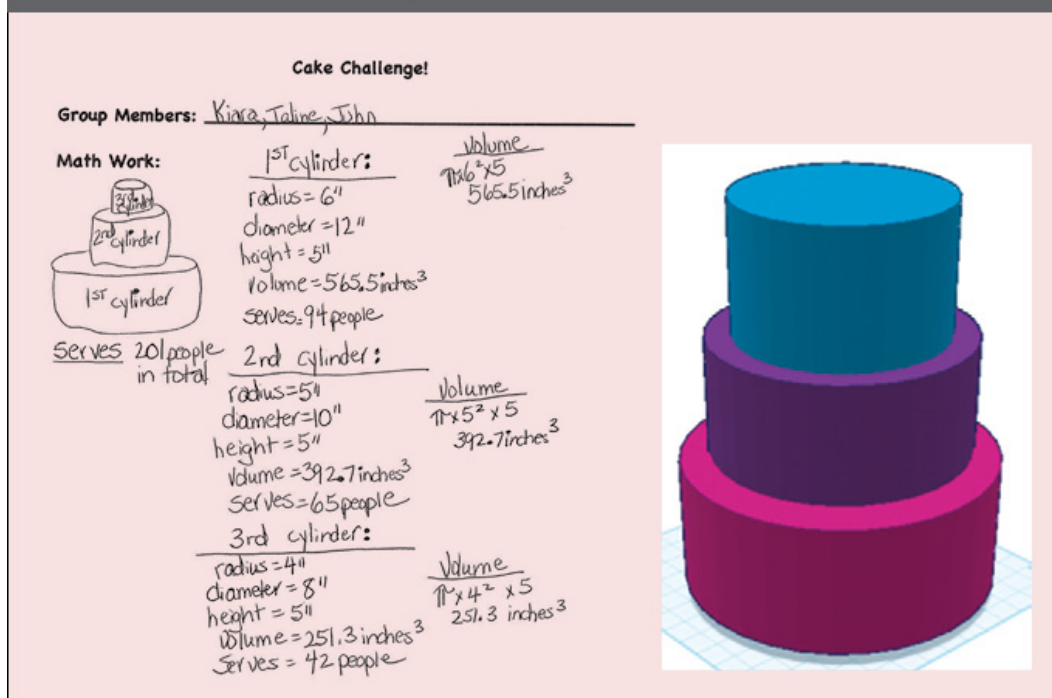 Cake Challenge!
Group Members: Kiara, Taline, John
Math Work:
3rd cylinder
2nd cylinder
1ST cylinder
Serves 201 people
in total
1ST cylinder:
radius = 6"
diameter = 12"
height = 5"
volume = 565.5 inches³
serves = 94 people
Volume
π x 6² x 5
565.5 inches³
2nd cylinder:
radius = 5"
diameter = 10"
height = 5"
volume = 392.7 inches³
serves = 65 people
Volume
π x 5² x 5
392.7 inches³
3rd cylinder:
radius = 4"
diameter = 8"
height = 5"
volume = 251.3 inches³
serves = 42 people
Volume
π x 4² x 5
251.3 inches³